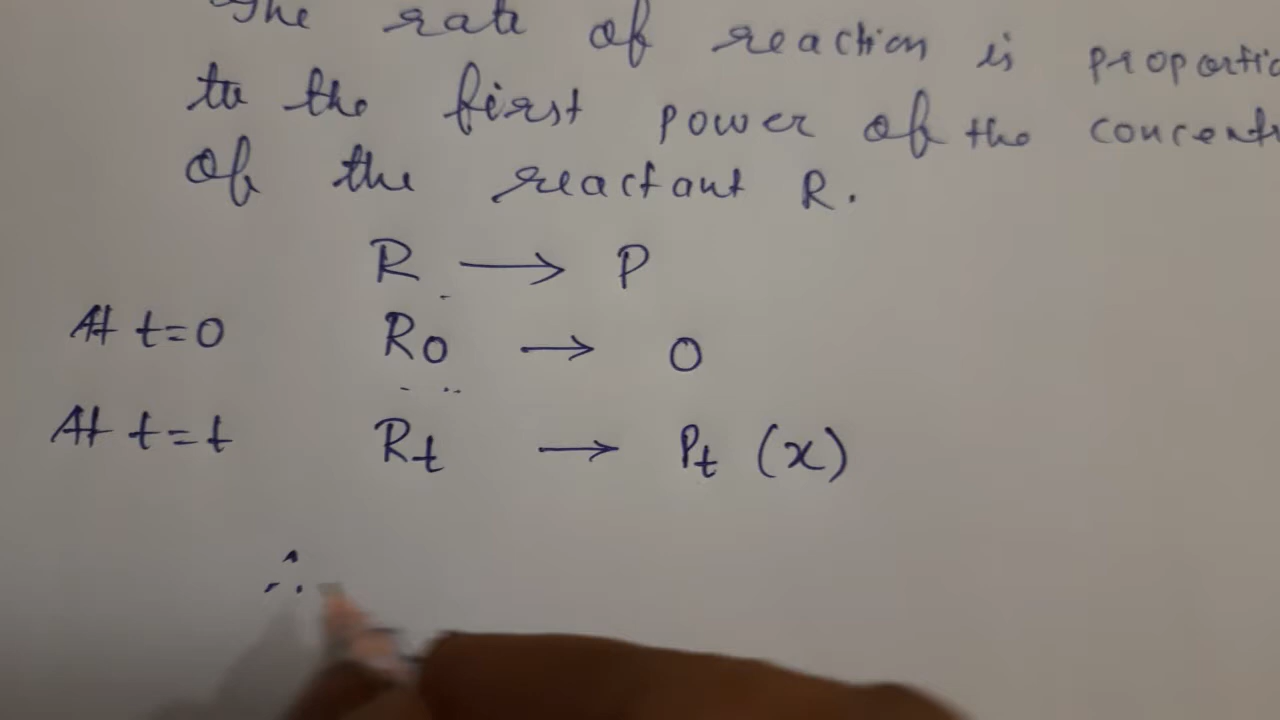 The rate of reaction is proportio
to the first power of the concent
of the reactant R.
R → P
At t=0 R₀ → 0
At t=t Rt → Pt (x)
∴